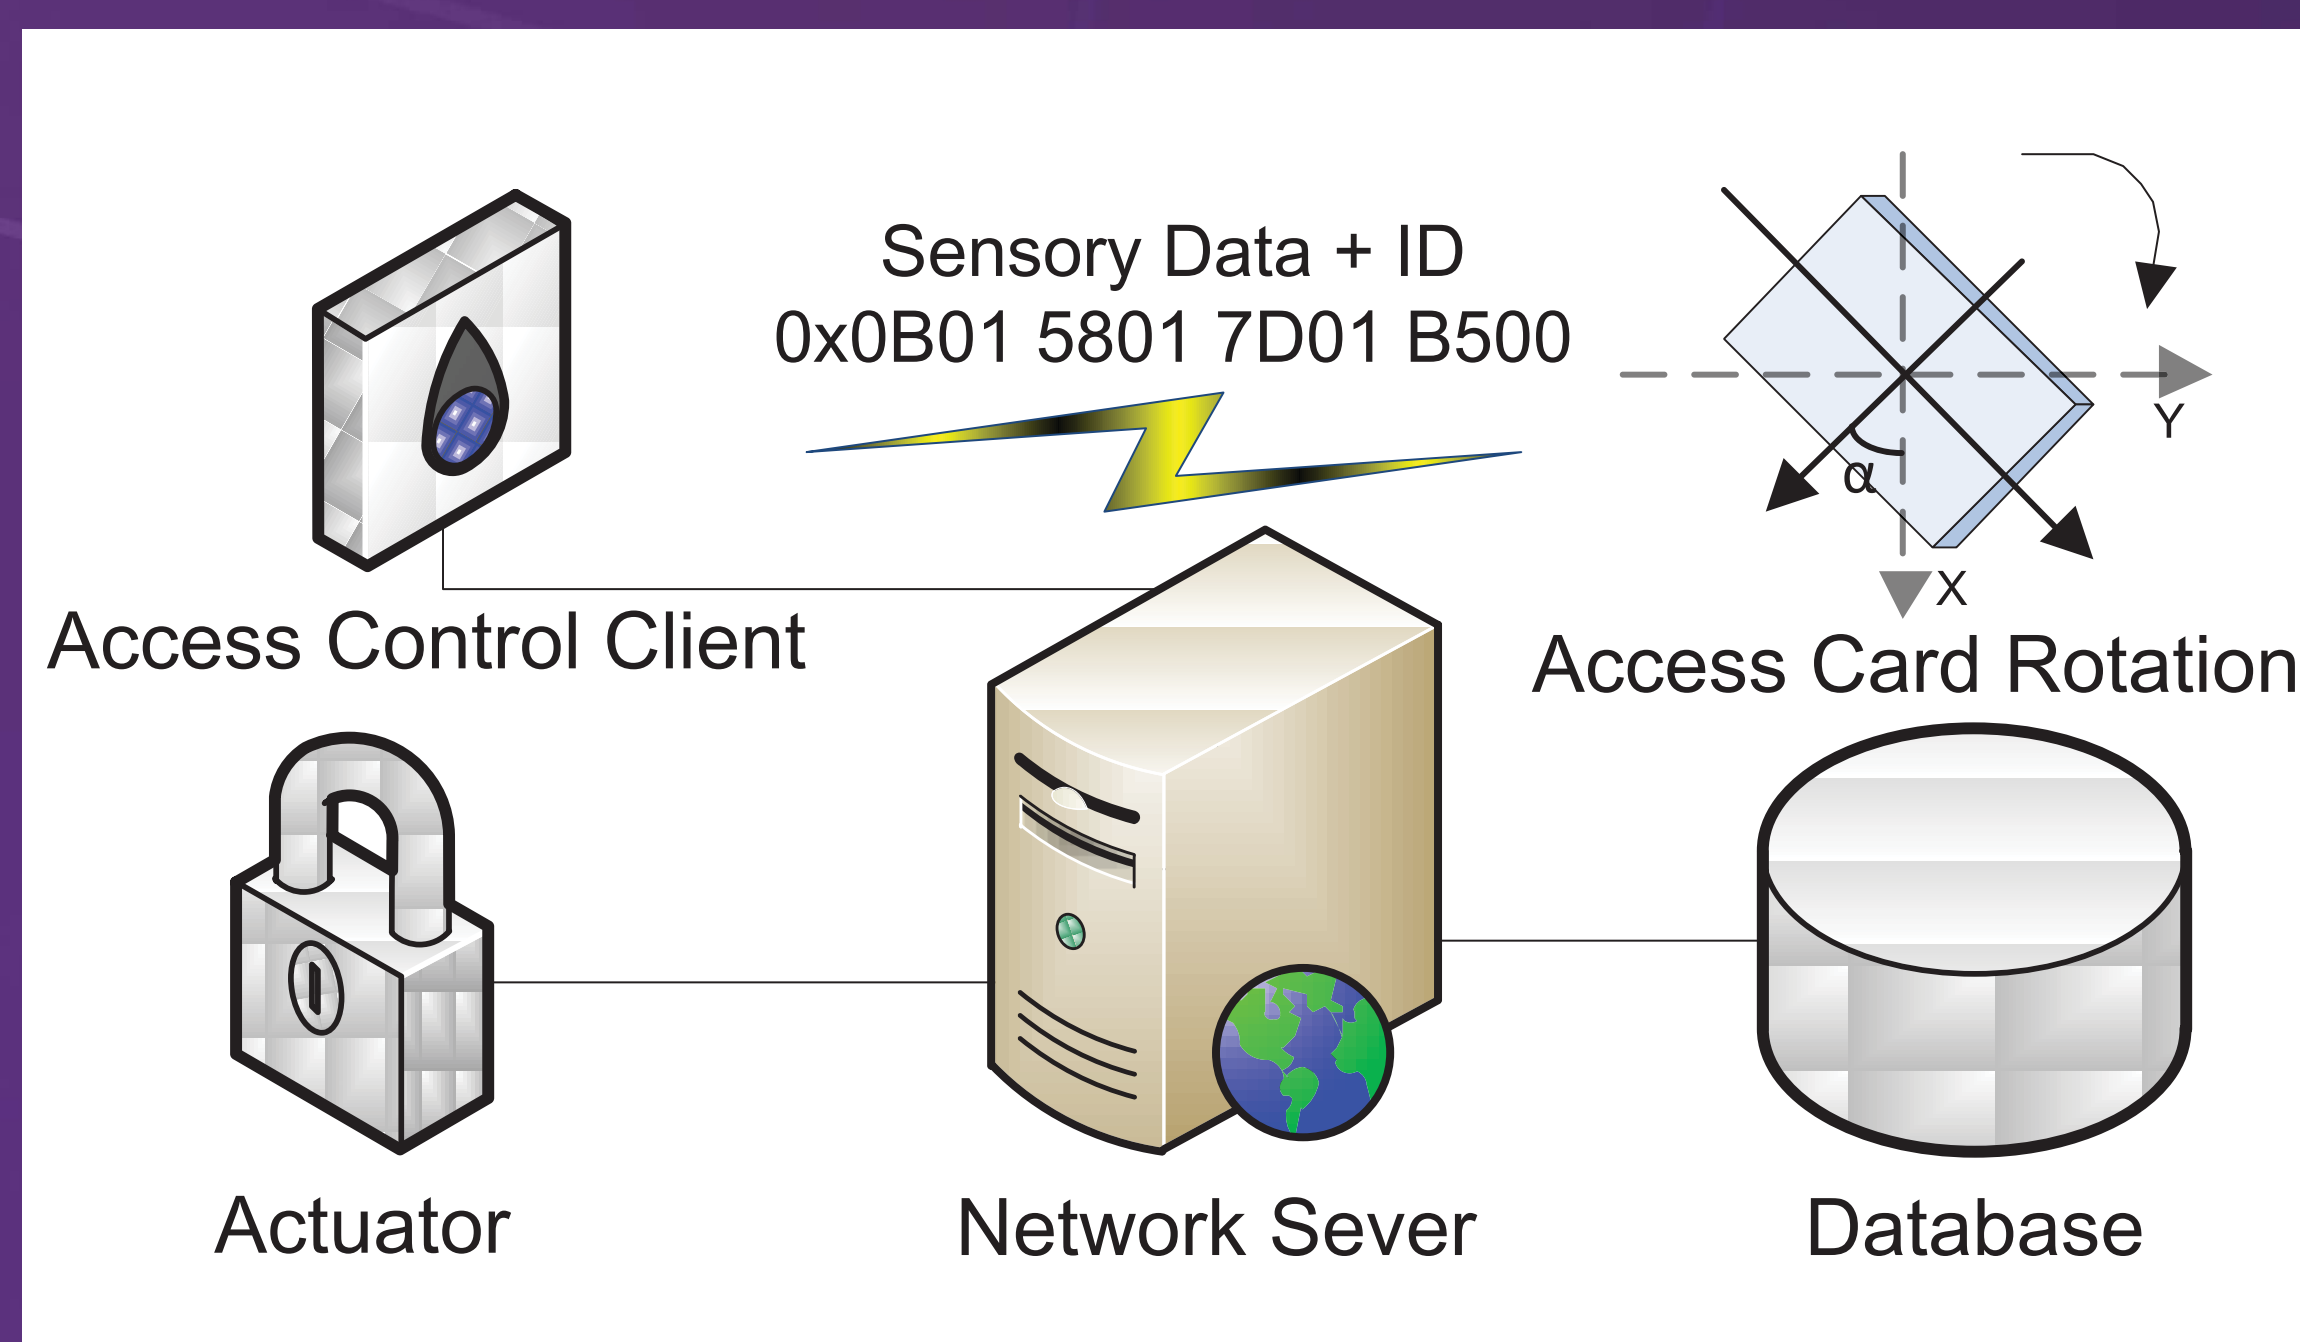 Sensory Data + ID
0x0B01 5801 7D01 B500
Y
α
X
Access Control Client
Access Card Rotation
Actuator
Network Sever
Database